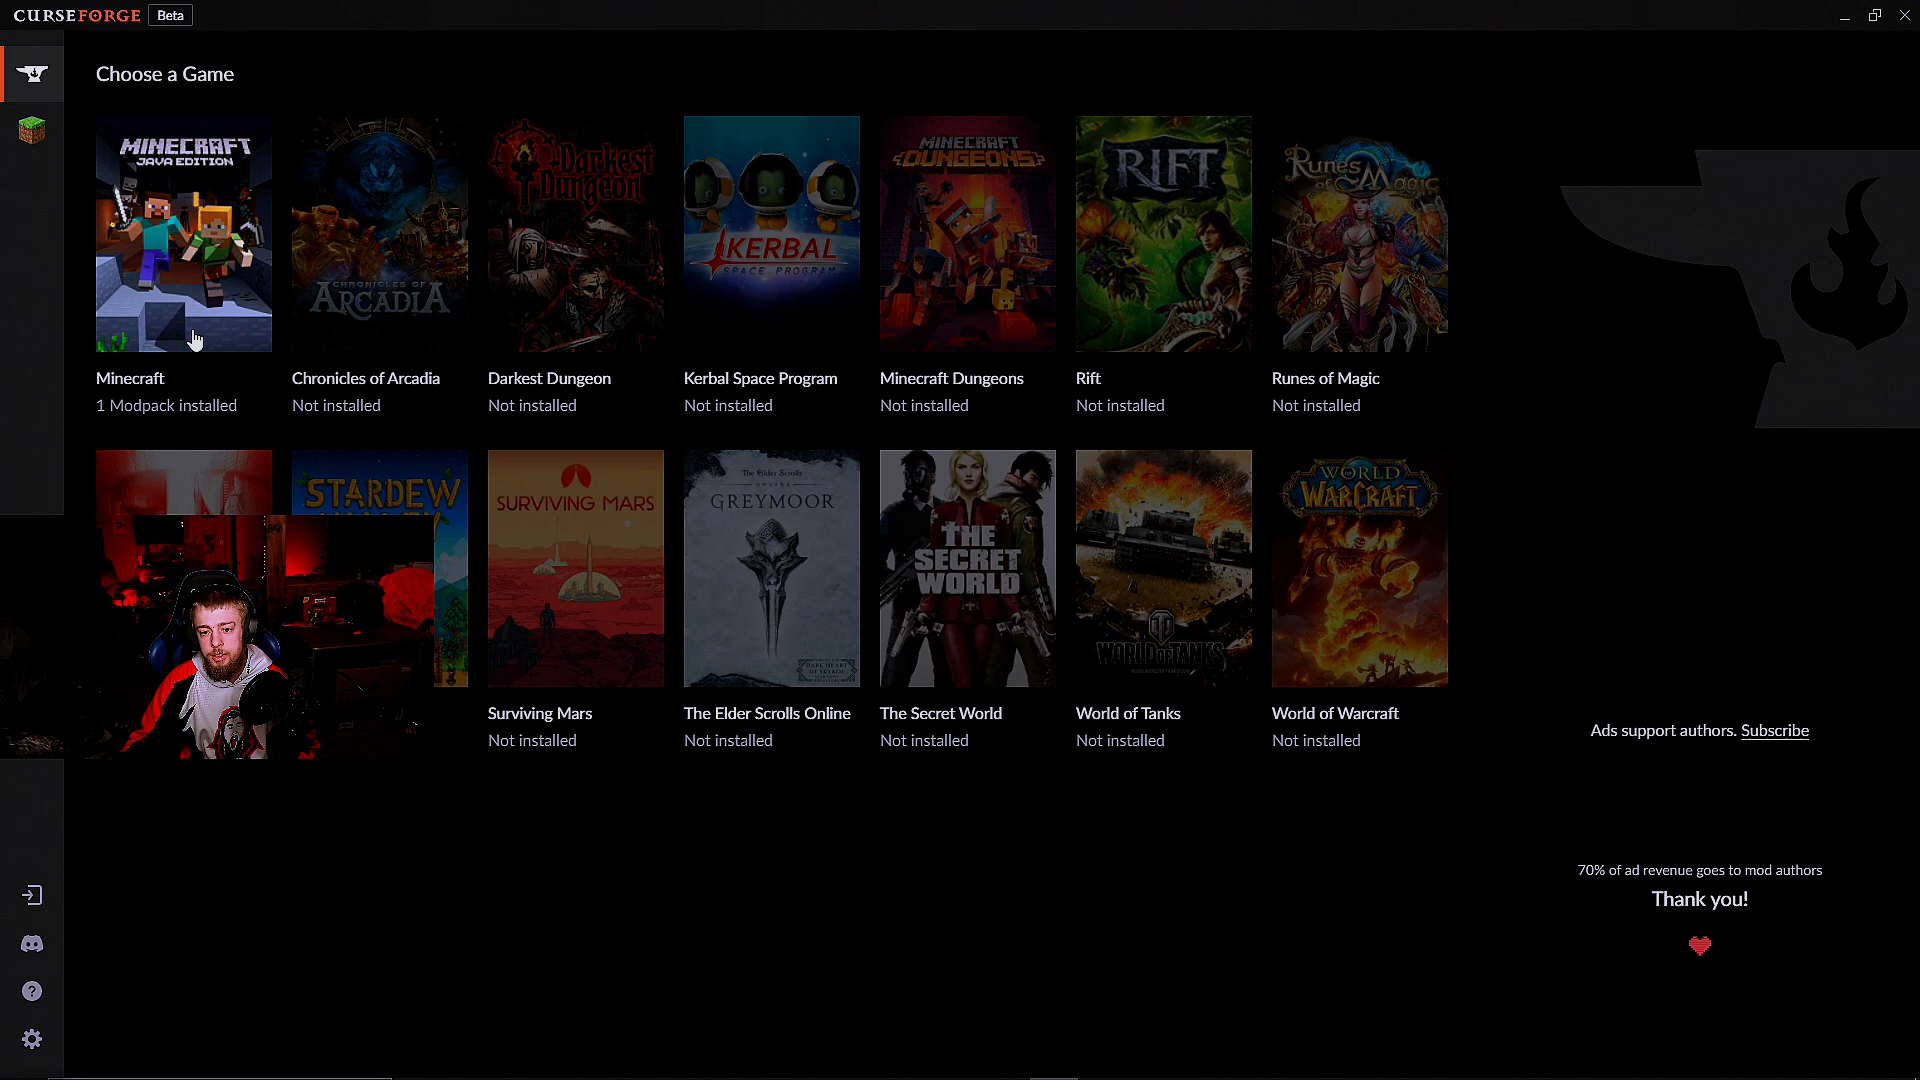 CURSEFORGE Beta
Choose a Game
MINECRAFT
JAVA EDITION
CHRONICLES OF
ARCADIA
Darkest
Dungeon
KERBAL
SPACE PROGRAM
MINECRAFT
DUNGEONS
RIFT
Runes
of Magic
Minecraft
1 Modpack installed
Chronicles of Arcadia
Not installed
Darkest Dungeon
Not installed
Kerbal Space Program
Not installed
Minecraft Dungeons
Not installed
Rift
Not installed
Runes of Magic
Not installed
STARDEW
SURVIVING MARS
The Elder Scrolls
ONLINE
GREYMOOR
THE
SECRET
WORLD
WORLD OF TANKS
WORLD
WARCRAFT
Surviving Mars
Not installed
The Elder Scrolls Online
Not installed
The Secret World
Not installed
World of Tanks
Not installed
World of Warcraft
Not installed
Ads support authors. Subscribe
70% of ad revenue goes to mod authors
Thank you!